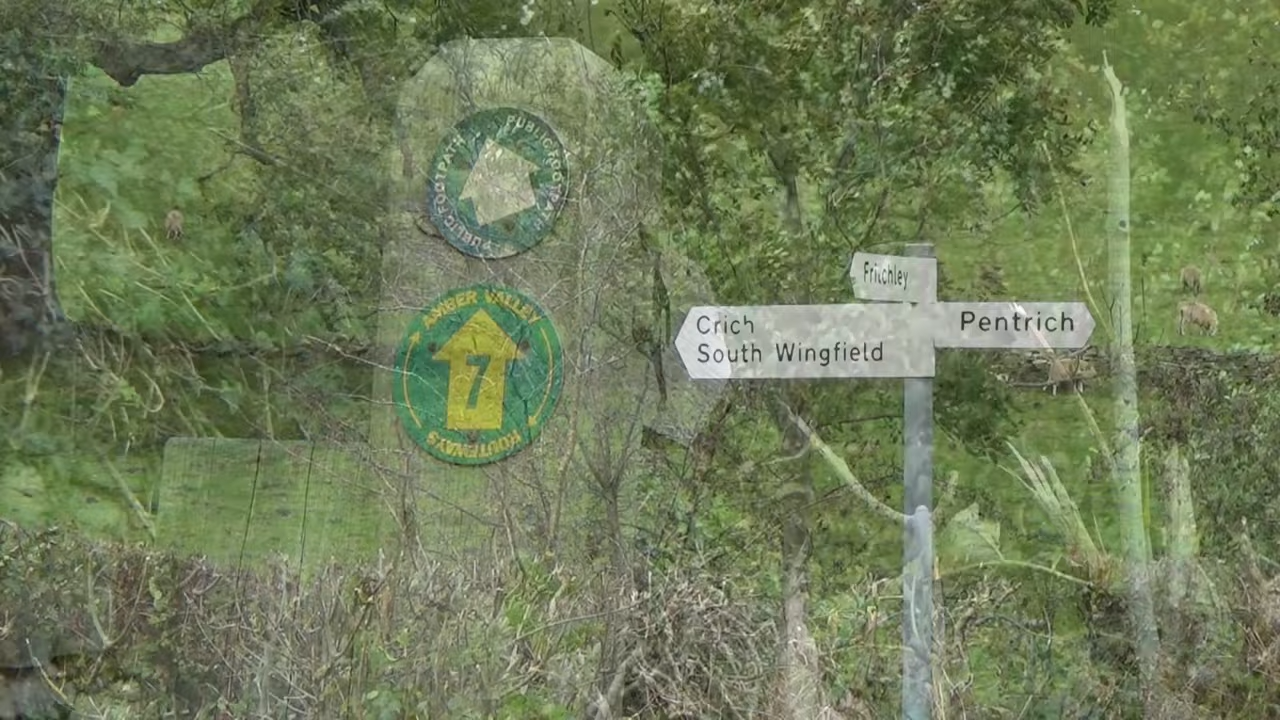 PUBLIC FOOTPATH
PUBLIC FOOTPATH
AMBER VALLEY
7
ROUTEWAYS
Fritchley
Crich
South Wingfield
Pentrich